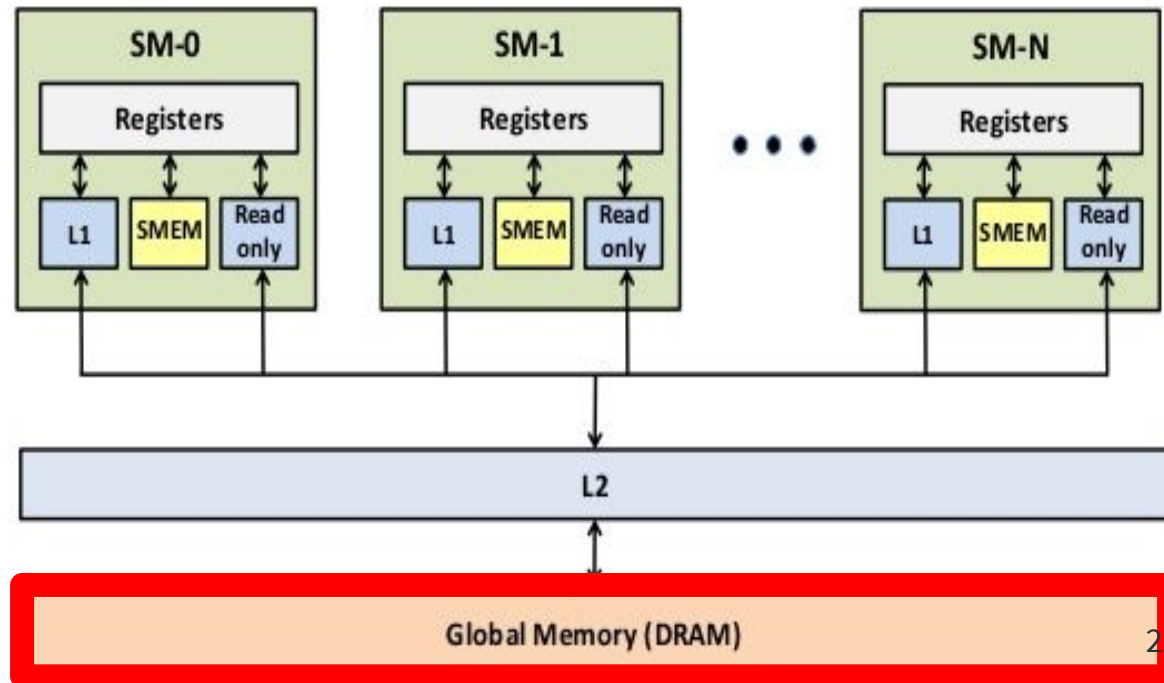 SM-0
SM-1
SM-N
Registers
Registers
Registers
L1
SMEM
Read
only
L1
SMEM
Read
only
L1
SMEM
Read
only
L2
Global Memory (DRAM)
2